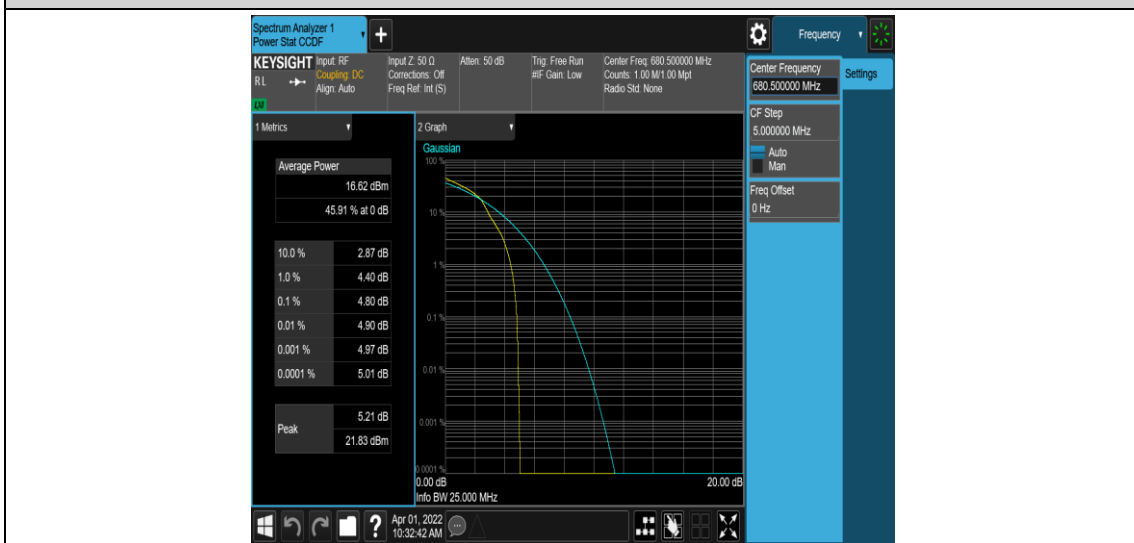 Spectrum Analyzer 1
Power Stat CCDF
Frequency
KEYSIGHT
RL
LXI
Input: RF
Coupling: DC
Align: Auto
Input Z: 50 Ω
Corrections: Off
Freq Ref: Int (S)
Atten: 50 dB
Trig: Free Run
#IF Gain: Low
Center Freq: 680.500000 MHz
Counts: 1.00 M/1.00 Mpt
Radio Std: None
Center Frequency
680.500000 MHz
Settings
CF Step
5.000000 MHz
Auto
Man
Freq Offset
0 Hz
1 Metrics
Average Power
16.62 dBm
45.91 % at 0 dB
10.0 % 2.87 dB
1.0 % 4.40 dB
0.1 % 4.80 dB
0.01 % 4.90 dB
0.001 % 4.97 dB
0.0001 % 5.01 dB
Peak
5.21 dB
21.83 dBm
2 Graph
Gaussian
100 %
10 %
1 %
0.1 %
0.01 %
0.001 %
0.0001 %
0.00 dB
20.00 dB
Info BW 25.000 MHz
?
Apr 01, 2022
10:32:42 AM